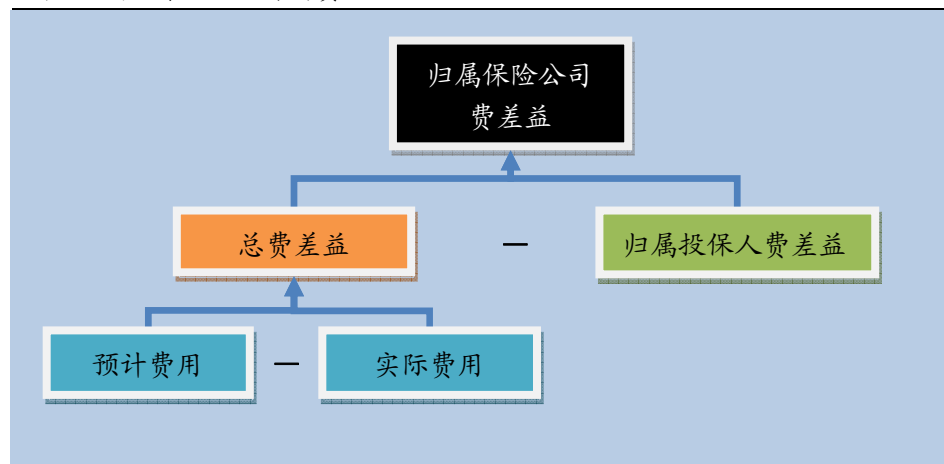 归属保险公司
费差益
总费差益
—
归属投保人费差益
预计费用
—
实际费用